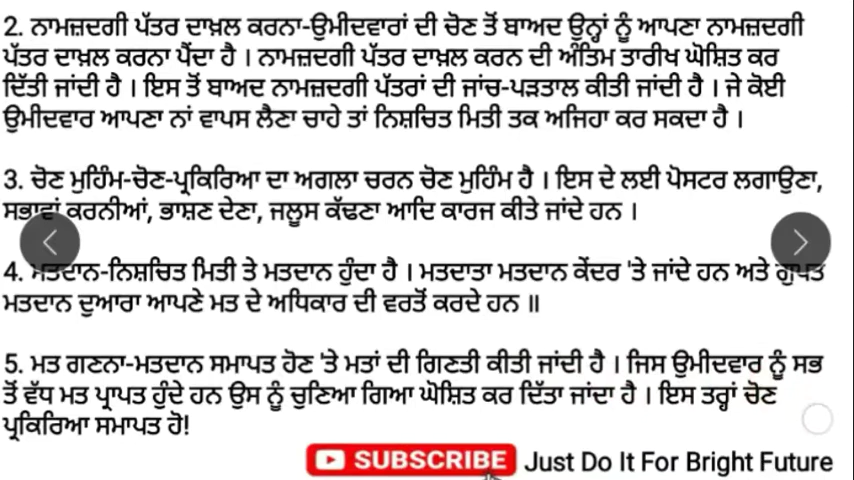 2. ਨਾਮਜ਼ਦਗੀ ਪੱਤਰ ਦਾਖ਼ਲ ਕਰਨਾ-ਉਮੀਦਵਾਰਾਂ ਦੀ ਚੋਣ ਤੋਂ ਬਾਅਦ ਉਨ੍ਹਾਂ ਨੂੰ ਆਪਣਾ ਨਾਮਜ਼ਦਗੀ
ਪੱਤਰ ਦਾਖ਼ਲ ਕਰਨਾ ਪੈਂਦਾ ਹੈ । ਨਾਮਜ਼ਦਗੀ ਪੱਤਰ ਦਾਖ਼ਲ ਕਰਨ ਦੀ ਅੰਤਿਮ ਤਾਰੀਖ ਘੋਸ਼ਿਤ ਕਰ
ਦਿੱਤੀ ਜਾਂਦੀ ਹੈ । ਇਸ ਤੋਂ ਬਾਅਦ ਨਾਮਜ਼ਦਗੀ ਪੱਤਰਾਂ ਦੀ ਜਾਂਚ-ਪੜਤਾਲ ਕੀਤੀ ਜਾਂਦੀ ਹੈ । ਜੇ ਕੋਈ
ਉਮੀਦਵਾਰ ਆਪਣਾ ਨਾਂ ਵਾਪਸ ਲੈਣਾ ਚਾਹੇ ਤਾਂ ਨਿਸ਼ਚਿਤ ਮਿਤੀ ਤਕ ਅਜਿਹਾ ਕਰ ਸਕਦਾ ਹੈ ।
3. ਚੋਣ ਮੁਹਿੰਮ-ਚੋਣ-ਪ੍ਰਕਿਰਿਆ ਦਾ ਅਗਲਾ ਚਰਨ ਚੋਣ ਮੁਹਿੰਮ ਹੈ । ਇਸ ਦੇ ਲਈ ਪੋਸਟਰ ਲਗਾਉਣਾ,
ਸਭਾਵਾਂ ਕਰਨੀਆਂ, ਭਾਸ਼ਣ ਦੇਣਾ, ਜਲੂਸ ਕੱਢਣਾ ਆਦਿ ਕਾਰਜ ਕੀਤੇ ਜਾਂਦੇ ਹਨ ।
4. ਮਤਦਾਨ-ਨਿਸ਼ਚਿਤ ਮਿਤੀ ਤੇ ਮਤਦਾਨ ਹੁੰਦਾ ਹੈ । ਮਤਦਾਤਾ ਮਤਦਾਨ ਕੇਂਦਰ 'ਤੇ ਜਾਂਦੇ ਹਨ ਅਤੇ ਗੁਪਤ
ਮਤਦਾਨ ਦੁਆਰਾ ਆਪਣੇ ਮਤ ਦੇ ਅਧਿਕਾਰ ਦੀ ਵਰਤੋਂ ਕਰਦੇ ਹਨ ॥
5. ਮਤ ਗਣਨਾ-ਮਤਦਾਨ ਸਮਾਪਤ ਹੋਣ 'ਤੇ ਮਤਾਂ ਦੀ ਗਿਣਤੀ ਕੀਤੀ ਜਾਂਦੀ ਹੈ । ਜਿਸ ਉਮੀਦਵਾਰ ਨੂੰ ਸਭ
ਤੋਂ ਵੱਧ ਮਤ ਪ੍ਰਾਪਤ ਹੁੰਦੇ ਹਨ ਉਸ ਨੂੰ ਚੁਣਿਆ ਗਿਆ ਘੋਸ਼ਿਤ ਕਰ ਦਿੱਤਾ ਜਾਂਦਾ ਹੈ । ਇਸ ਤਰ੍ਹਾਂ ਚੋਣ
ਪ੍ਰਕਿਰਿਆ ਸਮਾਪਤ ਹੋ!
SUBSCRIBE Just Do It For Bright Future